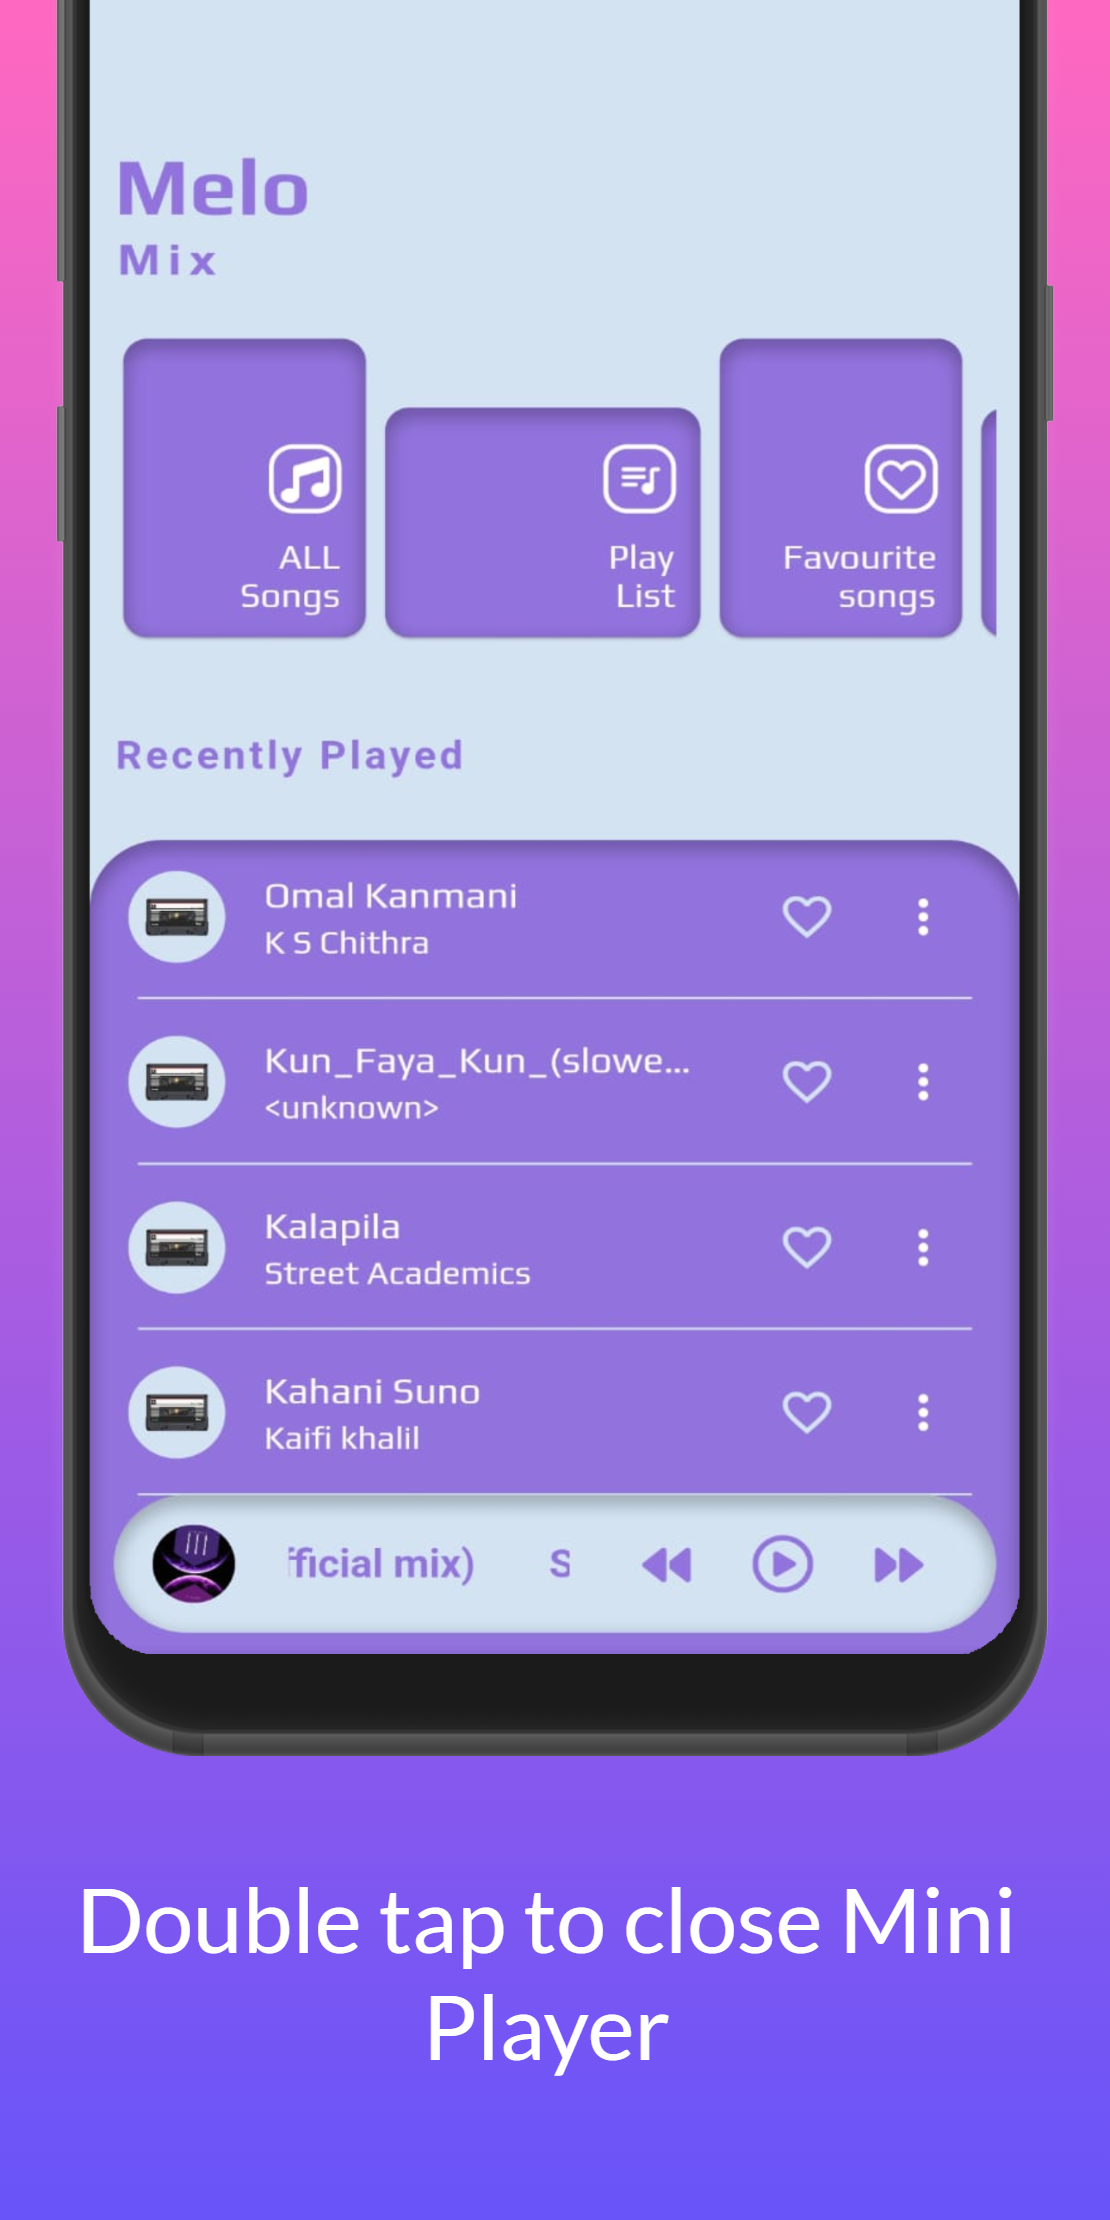 Melo
Mix
ALL
Songs
Play
List
Favourite
songs
Recently Played
Omal Kanmani
K S Chithra
Kun_Faya_Kun_(slowe...
<unknown>
Kalapila
Street Academics
Kahani Suno
Kaifi khalil
fficial mix) S
Double tap to close Mini
Player